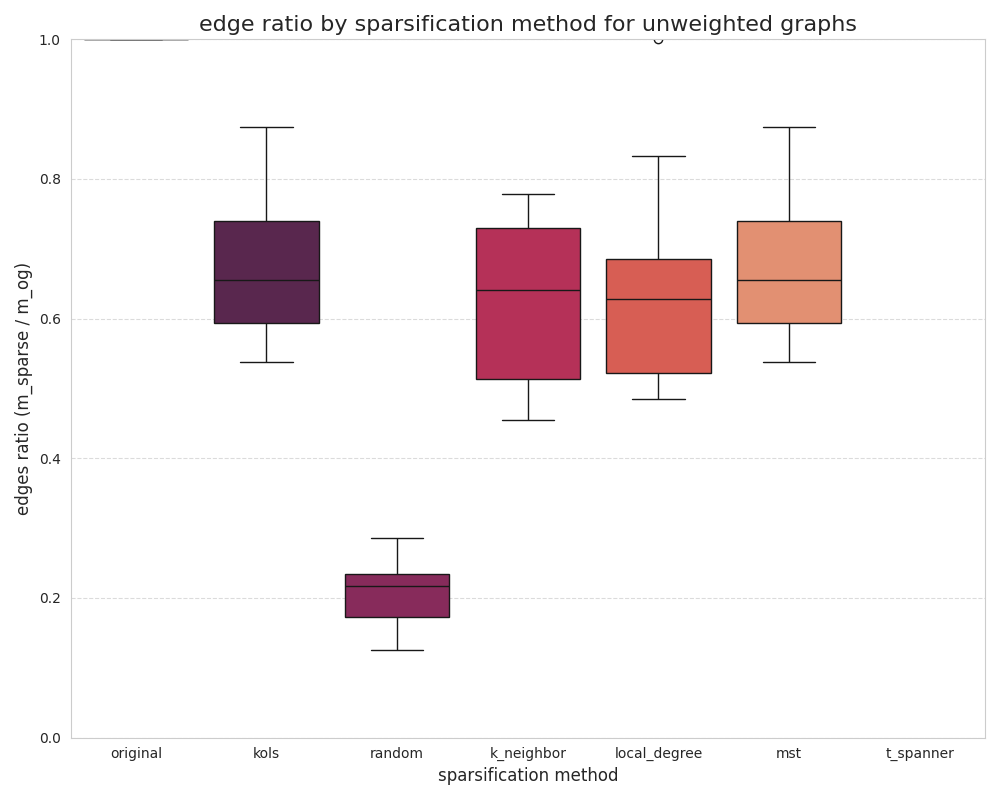 edge ratio by sparsification method for unweighted graphs
edges ratio (m_sparse / m_og)
1.0
0.8
0.6
0.4
0.2
0.0
original kols random k_neighbor local_degree mst t_spanner
sparsification method